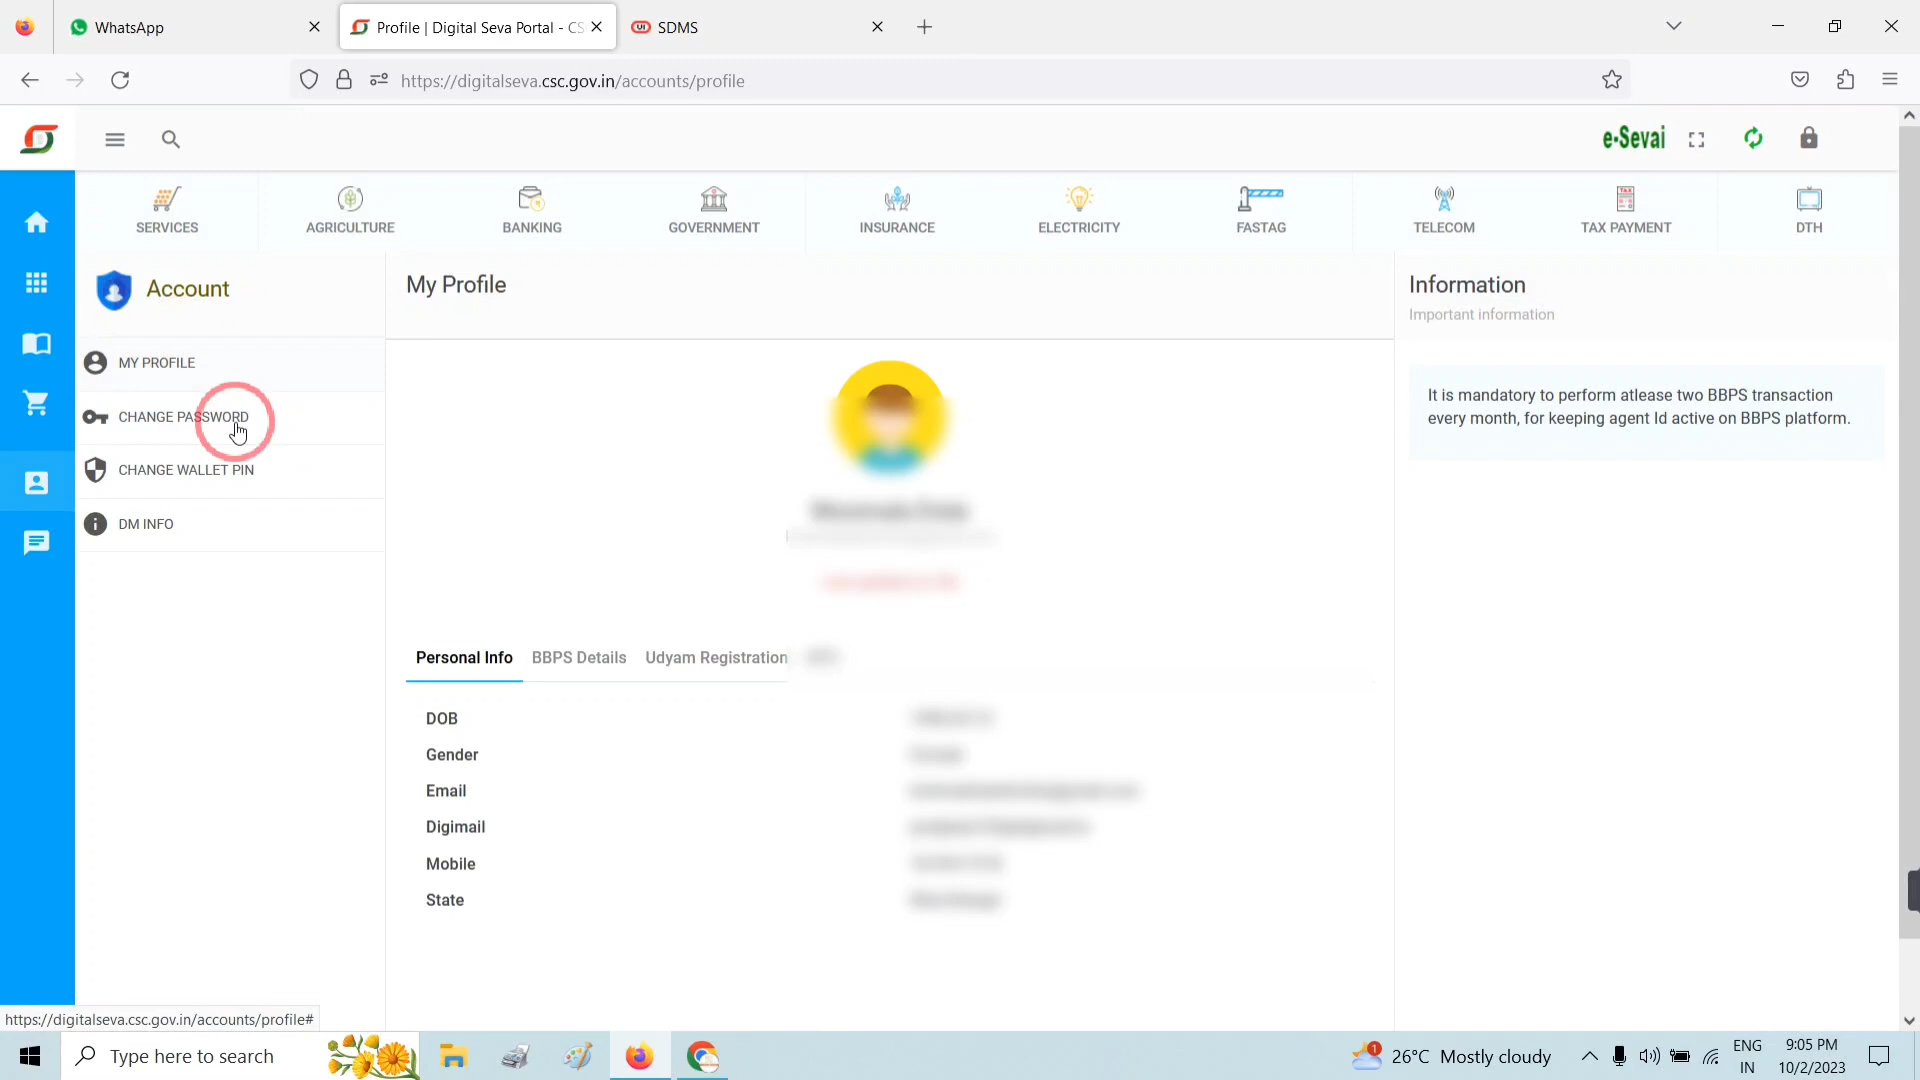 WhatsApp
Profile | Digital Seva Portal - CS
SDMS
https://digitalseva.csc.gov.in/accounts/profile
e-Sevai
SERVICES
AGRICULTURE
BANKING
GOVERNMENT
INSURANCE
ELECTRICITY
FASTAG
TELECOM
TAX
TAX PAYMENT
DTH
Account
MY PROFILE
CHANGE PASSWORD
CHANGE WALLET PIN
DM INFO
My Profile
Personal Info
BBPS Details
Udyam Registration
DOB
Gender
Email
Digimail
Mobile
State
Information
Important information
It is mandatory to perform atlease two BBPS transaction
every month, for keeping agent Id active on BBPS platform.
https://digitalseva.csc.gov.in/accounts/profile#
Type here to search
1
26°C Mostly cloudy
ENG
IN
9:05 PM
10/2/2023